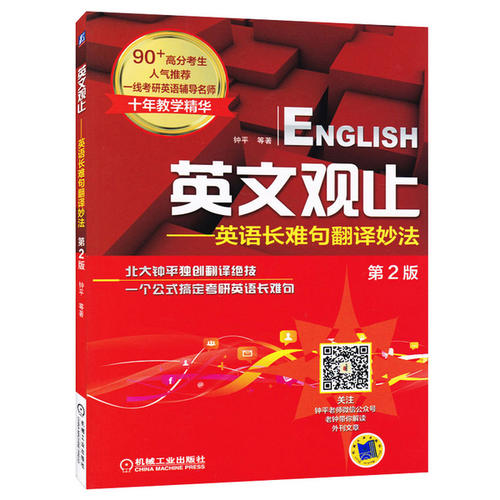 英文观止
——英语长难句翻译妙法
第2版
钟平 等著
机械工业出版社
90+高分考生
人气推荐
一线考研英语辅导名师
十年教学精华
钟平 等著
ENGLISH
英文观止
——英语长难句翻译妙法
第2版
北大钟平独创翻译绝技
一个公式搞定考研英语长难句
关注
钟平老师微信公众号
老钟带你解读
外刊文章
机械工业出版社
CHINA MACHINE PRESS